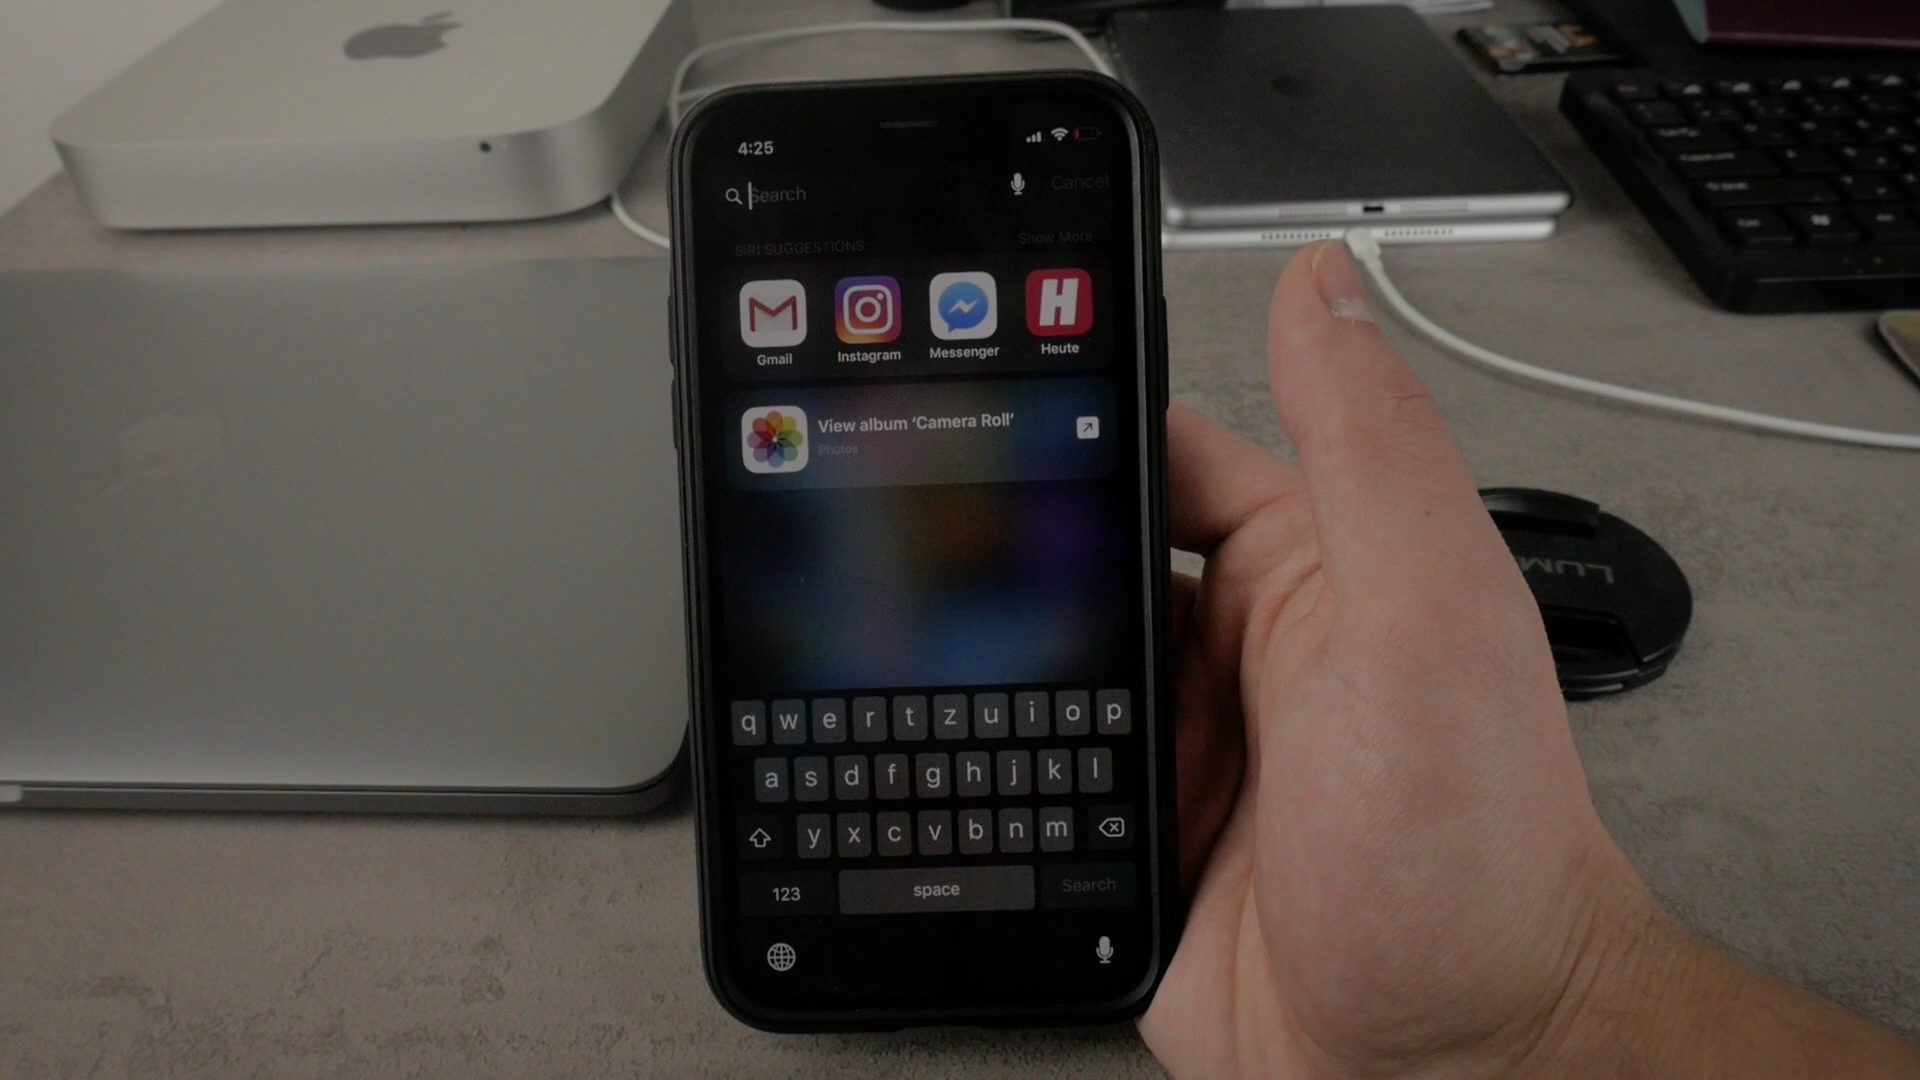 4:25
Search
Cancel
SIRI SUGGESTIONS
Show More
Gmail
Instagram
Messenger
Heute
View album ‘Camera Roll’
Photos
q w e r t z u i o p
a s d f g h j k l
y x c v b n m
123
space
Search